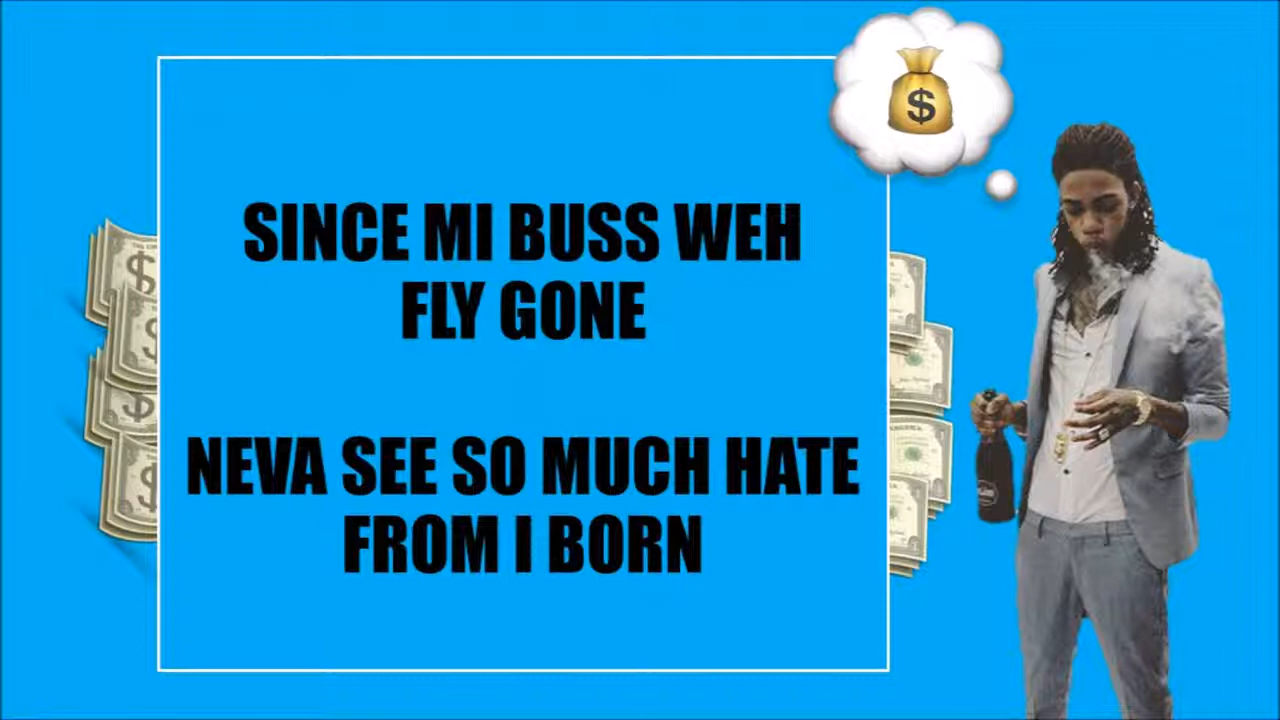 SINCE MI BUSS WEH
FLY GONE
NEVA SEE SO MUCH HATE
FROM I BORN
$